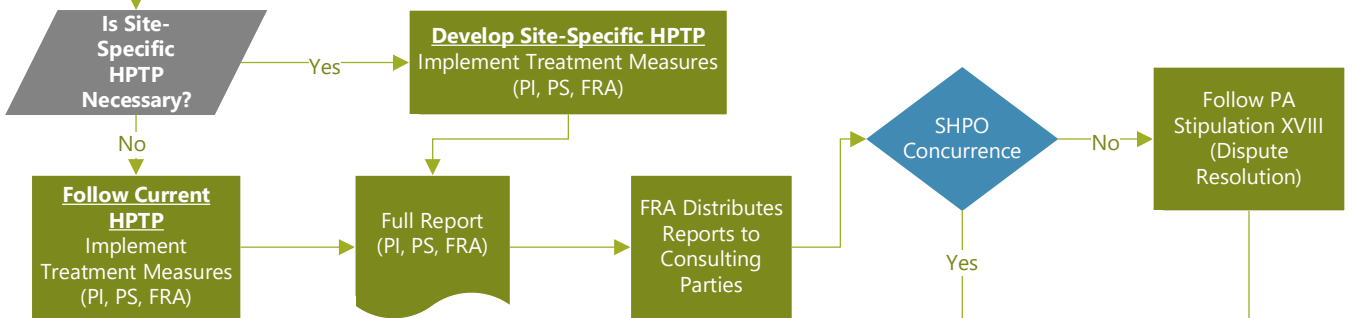 Is Site-
Specific
HPTP
Necessary?
Yes
Develop Site-Specific HPTP
Implement Treatment Measures
(PI, PS, FRA)
No
Follow Current
HPTP
Implement
Treatment Measures
(PI, PS, FRA)
Full Report
(PI, PS, FRA)
FRA Distributes
Reports to
Consulting
Parties
SHPO
Concurrence
No
Follow PA
Stipulation XVIII
(Dispute
Resolution)
Yes